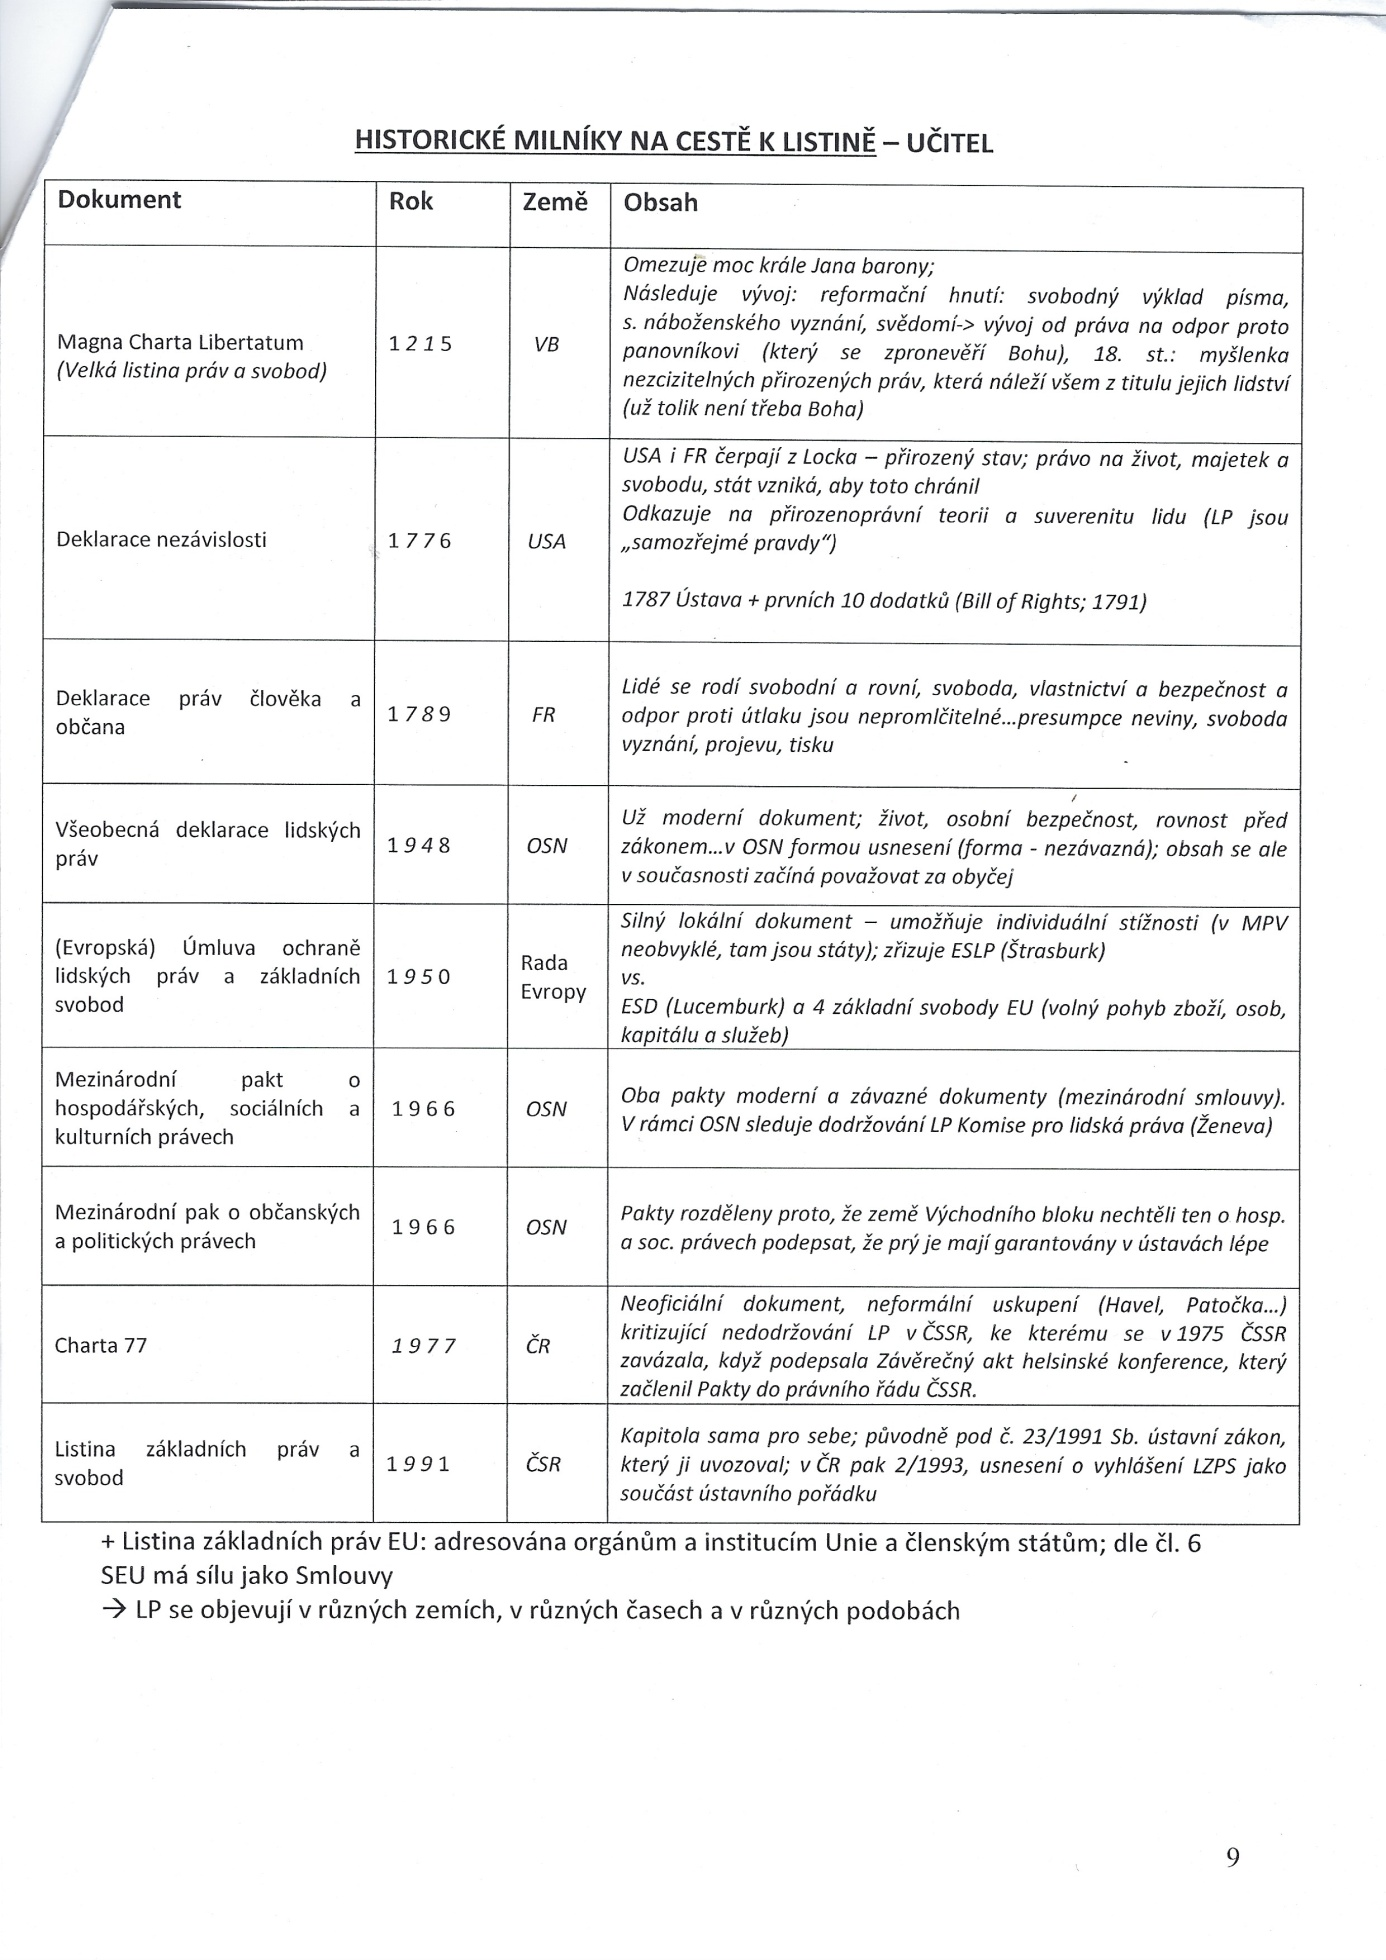 HISTORICKÉ MILNÍKY NA CESTĚ K LISTINĚ – UČITEL
Dokument Rok Země Obsah
Magna Charta Libertatum
(Velká listina práv a svobod)
1215
VB
Omezuje moc krále Jana barony;
Následuje vývoj: reformační hnutí: svobodný výklad písma,
s. náboženského vyznání, svědomí-> vývoj od práva na odpor proto
panovníkovi (který se zpronevěří Bohu), 18. st.: myšlenka
nezcizitelných přirozených práv, která náleží všem z titulu jejich lidství
(už tolik není třeba Boha)
Deklarace nezávislosti
1776
USA
USA i FR čerpají z Locka – přirozený stav; právo na život, majetek a
svobodu, stát vzniká, aby toto chránil
Odkazuje na přirozenoprávní teorii a suverenitu lidu (LP jsou
„samozřejmé pravdy“)
1787 Ústava + prvních 10 dodatků (Bill of Rights; 1791)
Deklarace práv člověka a
občana
1789
FR
Lidé se rodí svobodní a rovní, svoboda, vlastnictví a bezpečnost a
odpor proti útlaku jsou nepromlčitelné...presumpce neviny, svoboda
vyznání, projevu, tisku
Všeobecná deklarace lidských
práv
1948
OSN
Už moderní dokument; život, osobní bezpečnost, rovnost před
zákonem...v OSN formou usnesení (forma - nezávazná); obsah se ale
v současnosti začíná považovat za obyčej
(Evropská) Úmluva ochraně
lidských práv a základních
svobod
1950
Rada
Evropy
Silný lokální dokument – umožňuje individuální stížnosti (v MPV
neobvyklé, tam jsou státy); zřizuje ESLP (Štrasburk)
vs.
ESD (Lucemburk) a 4 základní svobody EU (volný pohyb zboží, osob,
kapitálu a služeb)
Mezinárodní pakt o
hospodářských, sociálních a
kulturních právech
1966
OSN
Oba pakty moderní a závazné dokumenty (mezinárodní smlouvy).
V rámci OSN sleduje dodržování LP Komise pro lidská práva (Ženeva)
Mezinárodní pak o občanských
a politických právech
1966
OSN
Pakty rozděleny proto, že země Východního bloku nechtěli ten o hosp.
a soc. právech podepsat, že prý je mají garantovány v ústavách lépe
Charta 77
1977
ČR
Neoficiální dokument, neformální uskupení (Havel, Patočka...)
kritizující nedodržování LP v ČSSR, ke kterému se v 1975 ČSSR
zavázala, když podepsala Závěrečný akt helsinské konference, který
začlenil Pakty do právního řádu ČSSR.
Listina základních práv a
svobod
1991
ČSR
Kapitola sama pro sebe; původně pod č. 23/1991 Sb. ústavní zákon,
který ji uvozoval; v ČR pak 2/1993, usnesení o vyhlášení LZPS jako
součást ústavního pořádku
+ Listina základních práv EU: adresována orgánům a institucím Unie a členským státům; dle čl. 6
SEU má sílu jako Smlouvy
→ LP se objevují v různých zemích, v různých časech a v různých podobách
9